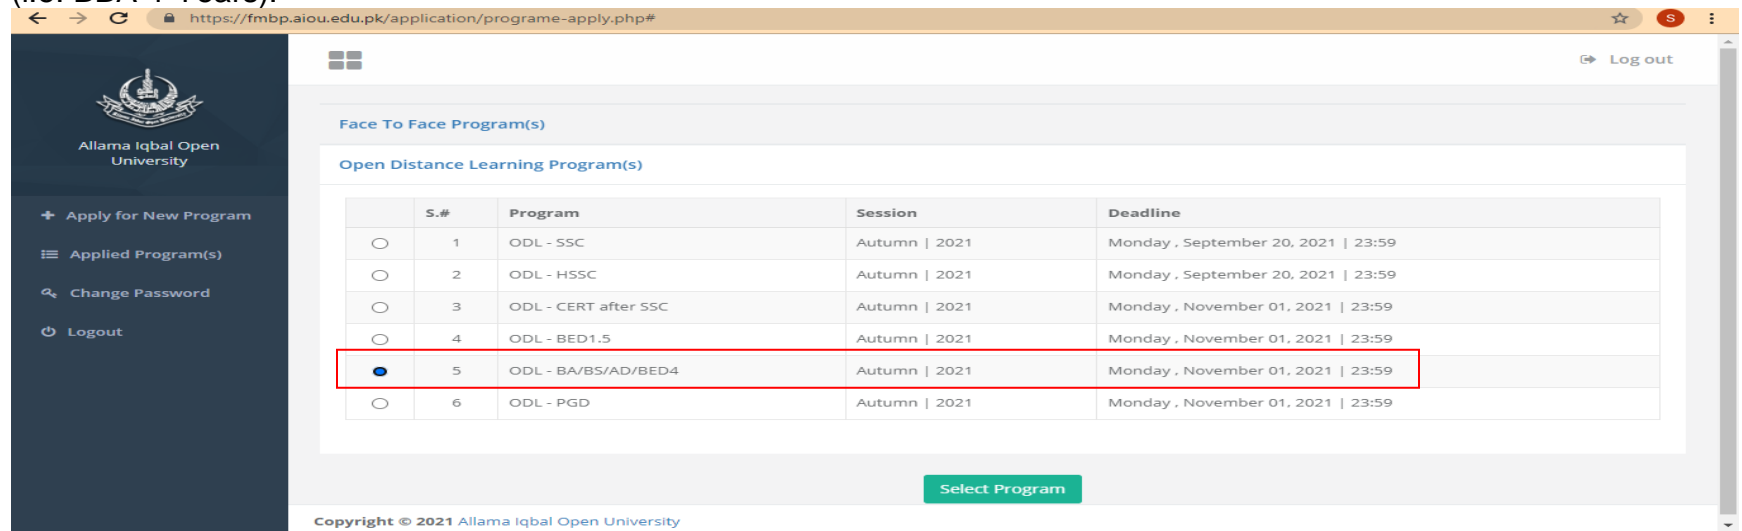 (i.e. BBA 4 Years).
https://fmbp.aiou.edu.pk/application/programe-apply.php#
S
Log out
Allama Iqbal Open
University
Face To Face Program(s)
Open Distance Learning Program(s)
Apply for New Program
Applied Program(s)
Change Password
Logout
S.# Program Session Deadline
1 ODL - SSC Autumn | 2021 Monday , September 20, 2021 | 23:59
2 ODL - HSSC Autumn | 2021 Monday , September 20, 2021 | 23:59
3 ODL - CERT after SSC Autumn | 2021 Monday , November 01, 2021 | 23:59
4 ODL - BED1.5 Autumn | 2021 Monday , November 01, 2021 | 23:59
5 ODL - BA/BS/AD/BED4 Autumn | 2021 Monday , November 01, 2021 | 23:59
6 ODL - PGD Autumn | 2021 Monday , November 01, 2021 | 23:59
Select Program
Copyright © 2021 Allama Iqbal Open University